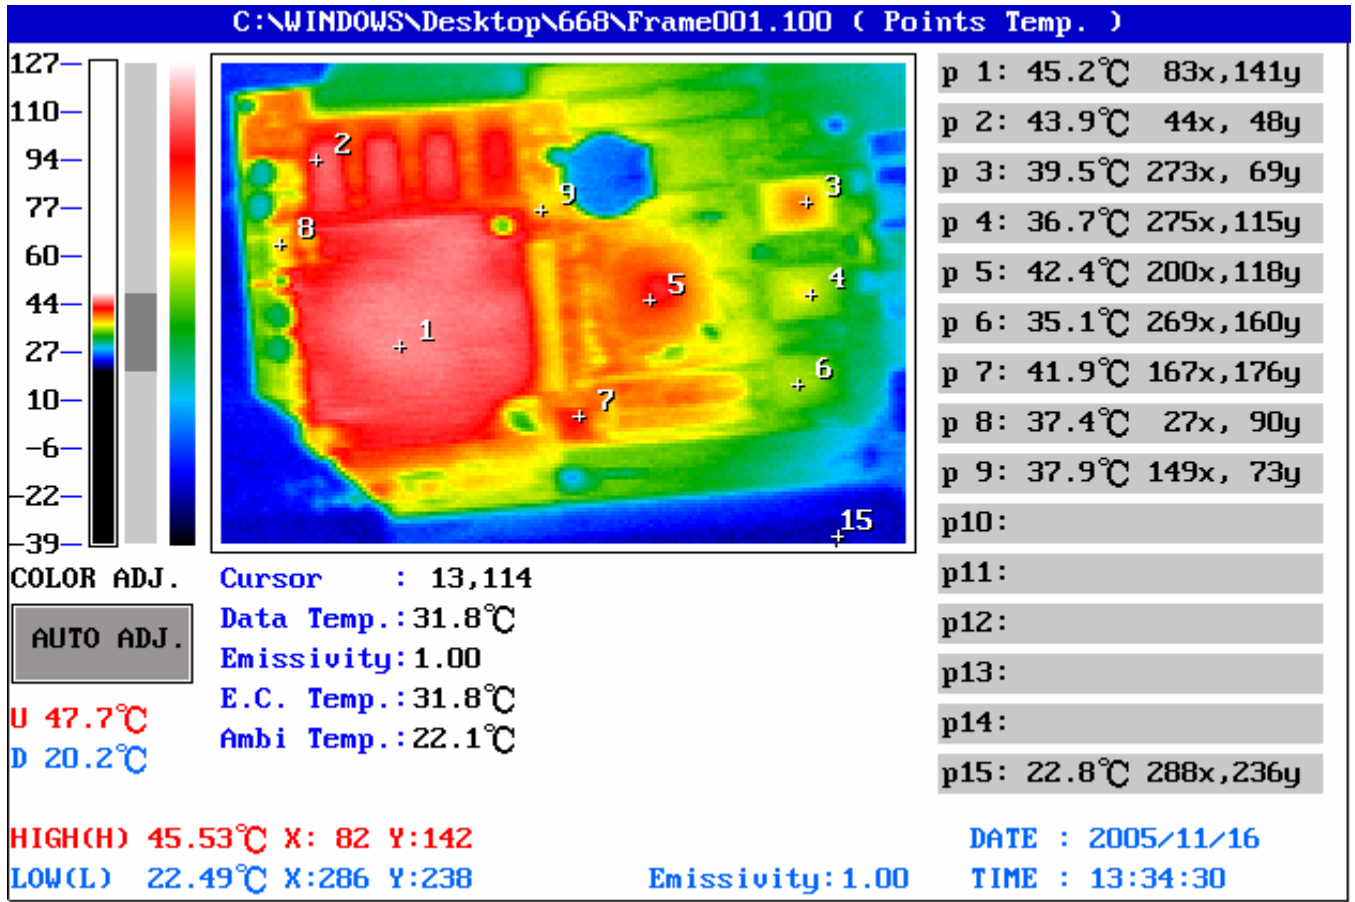 C:\WINDOWS\Desktop\668\Frame001.100 ( Points Temp. )
127
110
94
77
60
44
27
10
-6
-22
-39
2
9
3
8
5
4
1
6
7
15
p 1: 45.2℃ 83x,141y
p 2: 43.9℃ 44x, 48y
p 3: 39.5℃ 273x, 69y
p 4: 36.7℃ 275x,115y
p 5: 42.4℃ 200x,118y
p 6: 35.1℃ 269x,160y
p 7: 41.9℃ 167x,176y
p 8: 37.4℃ 27x, 90y
p 9: 37.9℃ 149x, 73y
p10:
p11:
p12:
p13:
p14:
p15: 22.8℃ 288x,236y
COLOR ADJ.
AUTO ADJ.
U 47.7℃
D 20.2℃
Cursor : 13,114
Data Temp.:31.8℃
Emissivity:1.00
E.C. Temp.:31.8℃
Ambi Temp.:22.1℃
HIGH(H) 45.53℃ X: 82 Y:142
LOW(L) 22.49℃ X:286 Y:238
Emissivity:1.00
DATE : 2005/11/16
TIME : 13:34:30